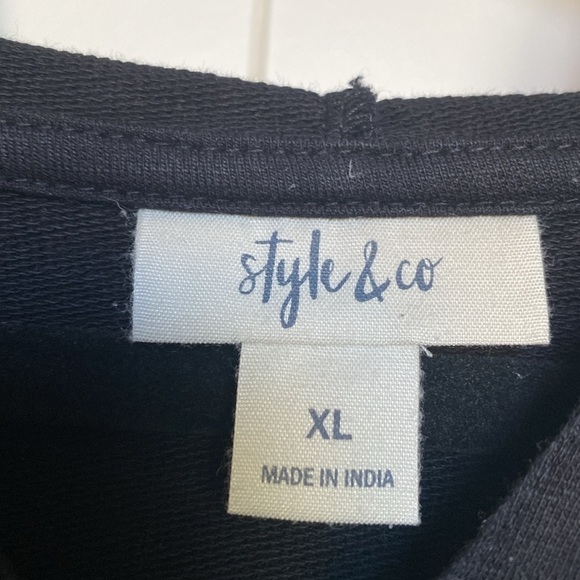 style & co
XL
MADE IN INDIA